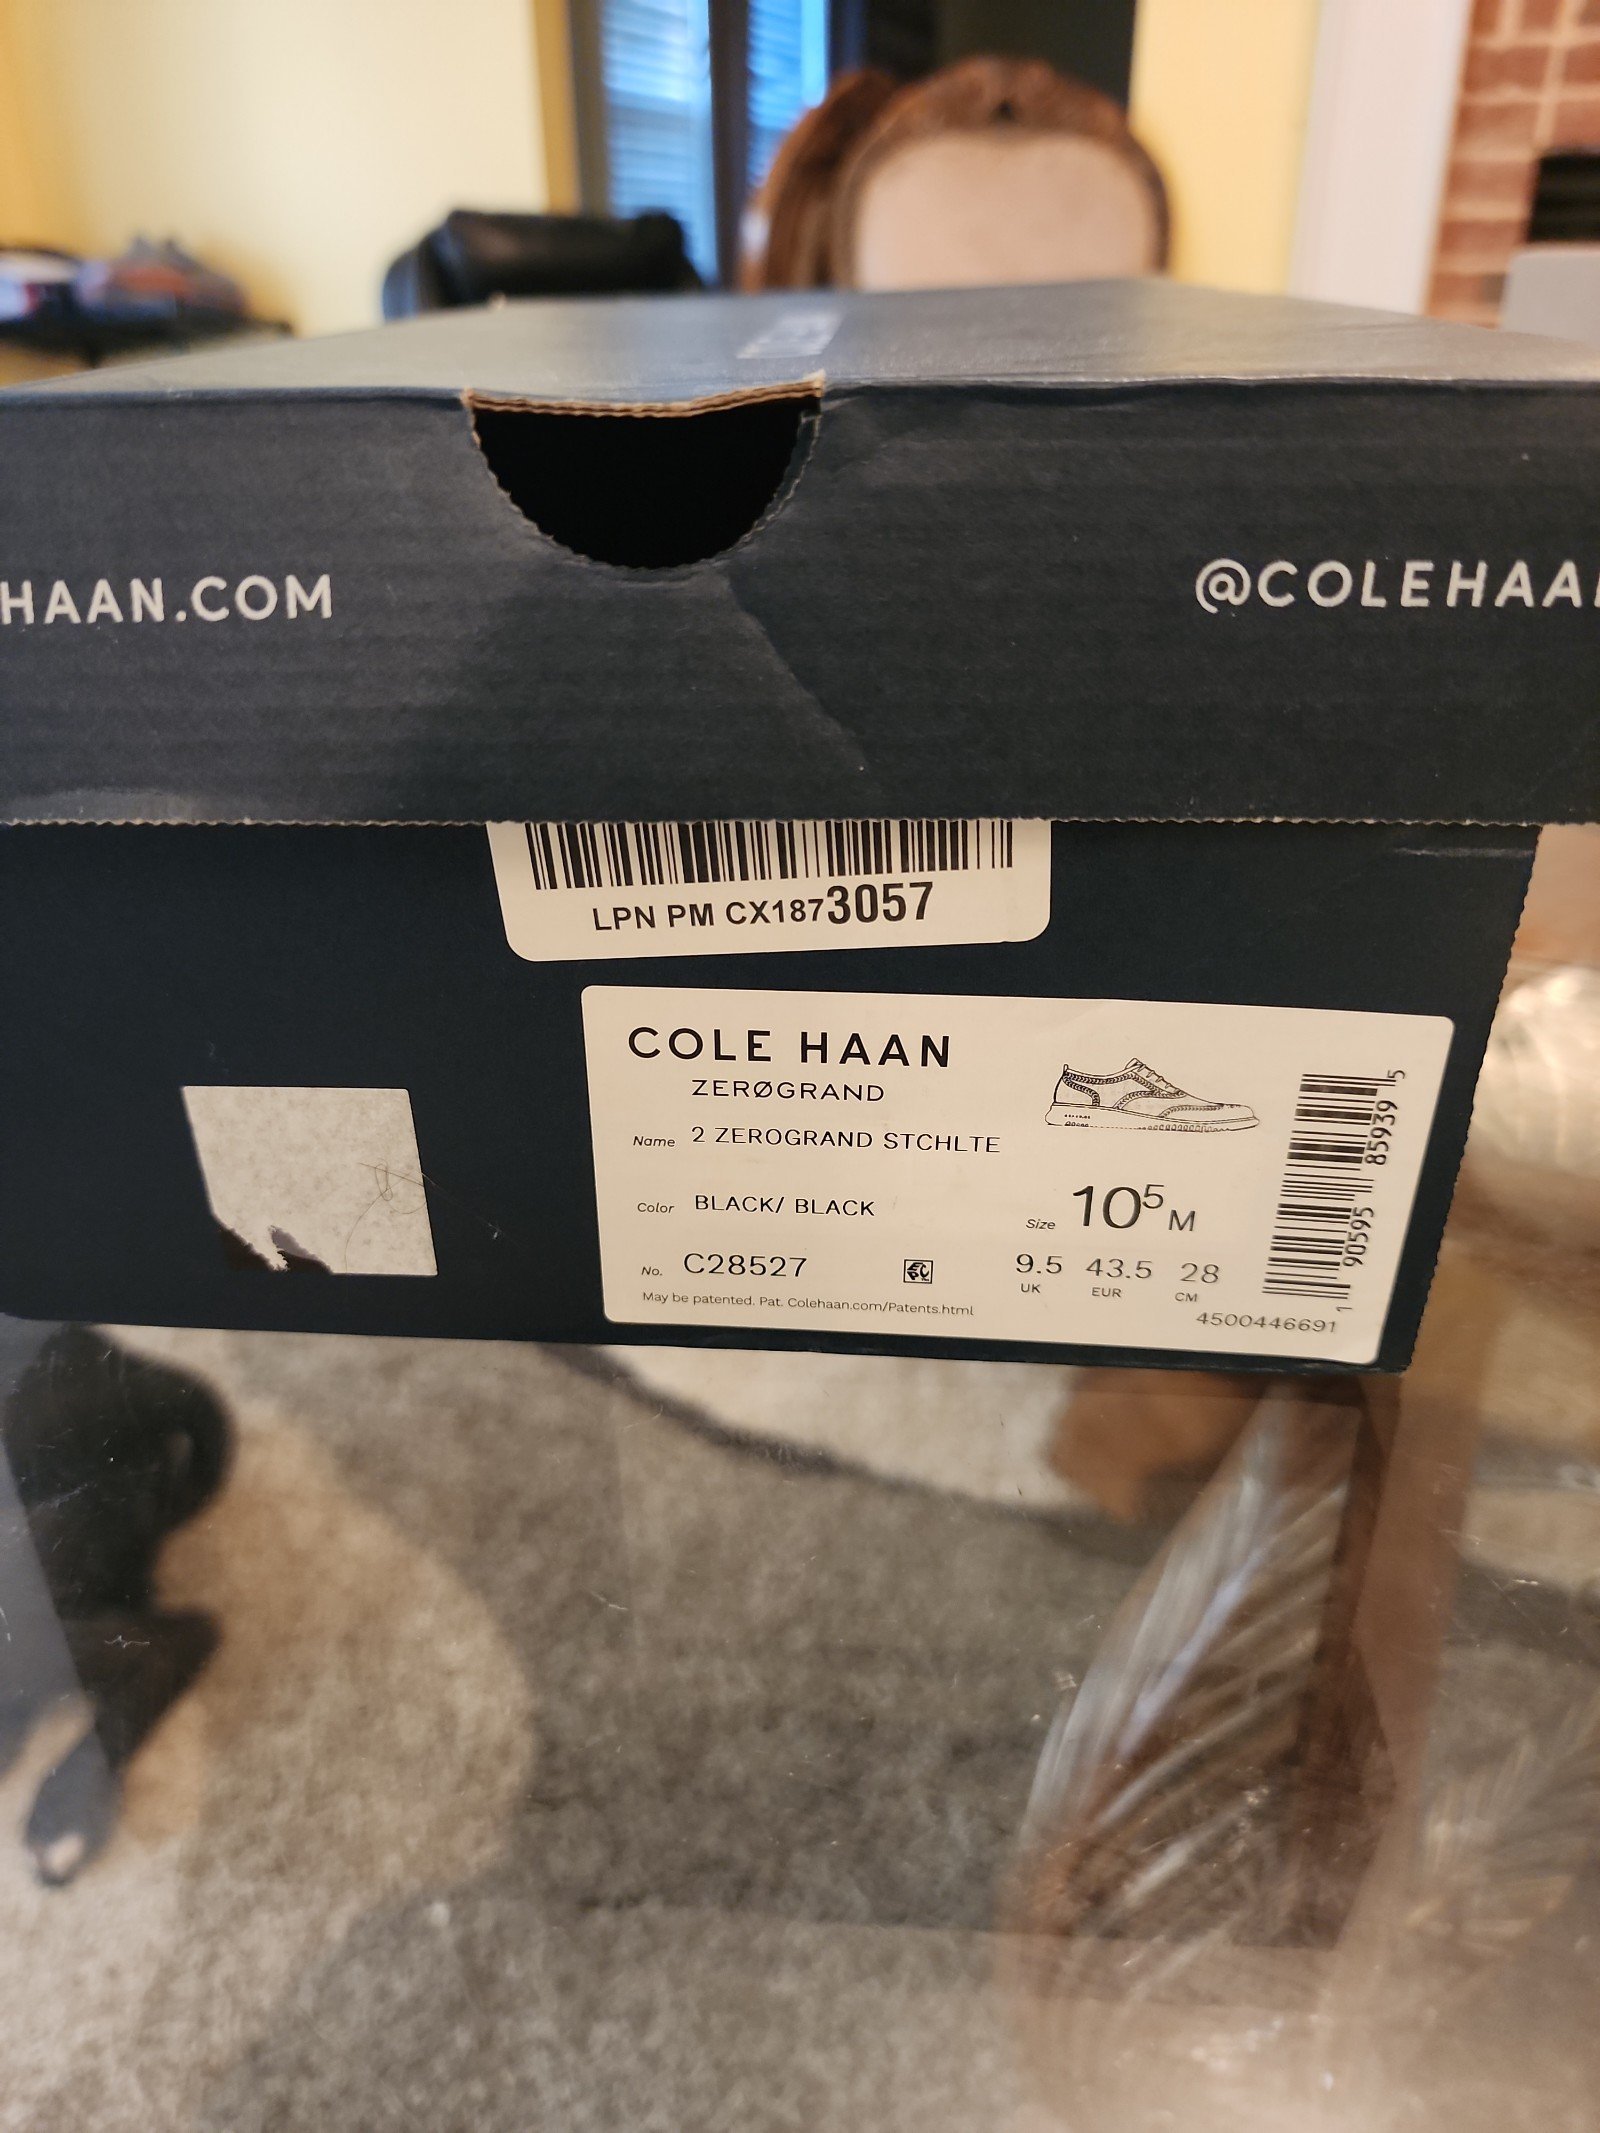 HAAN.COM
@COLEHAA
LPN PM CX1873057
COLE HAAN
ZERØGRAND
Name 2 ZEROGRAND STCHLTE
Color BLACK/ BLACK
Size 10⁵ M
No. C28527
9.5 43.5 28
UK EUR CM
May be patented. Pat. Colehaan.com/Patents.html
4500446691
1 90595 85939 5